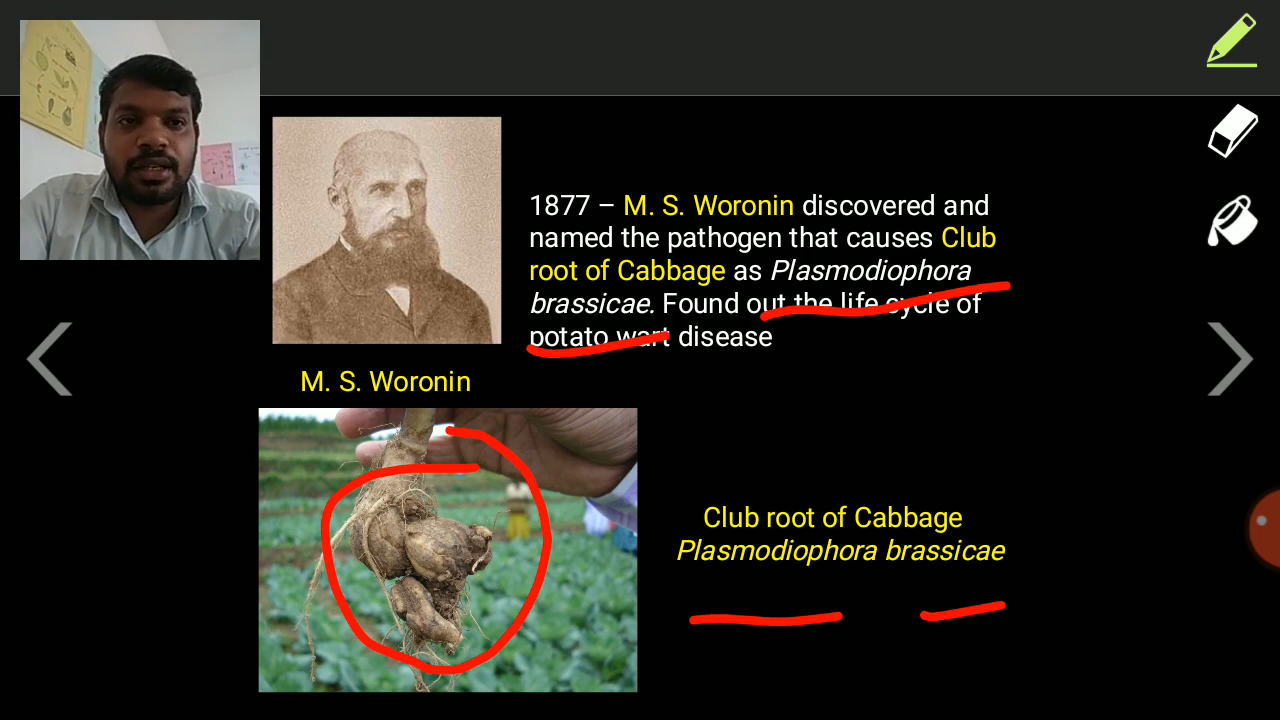 1877 – M. S. Woronin discovered and
named the pathogen that causes Club
root of Cabbage as Plasmodiophora
brassicae. Found out the life cycle of
potato wart disease
M. S. Woronin
Club root of Cabbage
Plasmodiophora brassicae